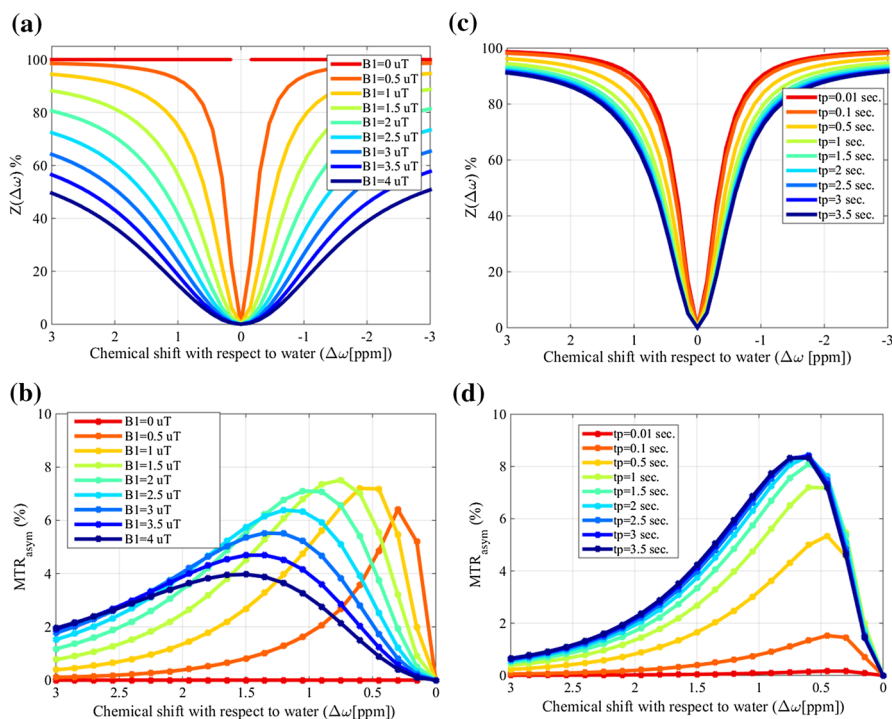 (a)
100
80
60
40
20
0
Z(Δω) %
B1=0 uT
B1=0.5 uT
B1=1 uT
B1=1.5 uT
B1=2 uT
B1=2.5 uT
B1=3 uT
B1=3.5 uT
B1=4 uT
3 2 1 0 -1 -2 -3
Chemical shift with respect to water (Δω[ppm])
(c)
100
80
60
40
20
0
Z(Δω) %
tp=0.01 sec.
tp=0.1 sec.
tp=0.5 sec.
tp=1 sec.
tp=1.5 sec.
tp=2 sec.
tp=2.5 sec.
tp=3 sec.
tp=3.5 sec.
3 2 1 0 -1 -2 -3
Chemical shift with respect to water (Δω[ppm])
(b)
10
8
6
4
2
0
MTRasym (%)
B1=0 uT
B1=0.5 uT
B1=1 uT
B1=1.5 uT
B1=2 uT
B1=2.5 uT
B1=3 uT
B1=3.5 uT
B1=4 uT
3 2.5 2 1.5 1 0.5 0
Chemical shift with respect to water (Δω[ppm])
(d)
10
8
6
4
2
0
MTRasym (%)
tp=0.01 sec.
tp=0.1 sec.
tp=0.5 sec.
tp=1 sec.
tp=1.5 sec.
tp=2 sec.
tp=2.5 sec.
tp=3 sec.
tp=3.5 sec.
3 2.5 2 1.5 1 0.5 0
Chemical shift with respect to water (Δω[ppm])